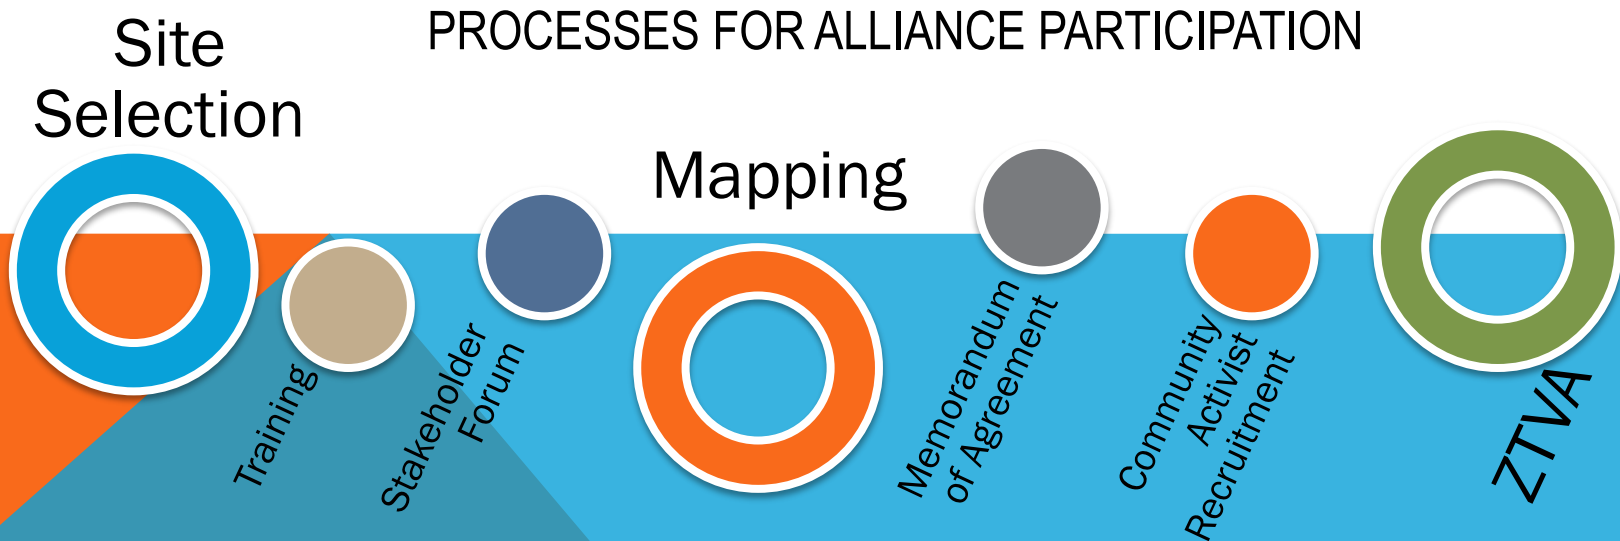 PROCESSES FOR ALLIANCE PARTICIPATION
Site
Selection
Training
Stakeholder
Forum
Mapping
Memorandum
of Agreement
Community
Activist
Recruitment
ZTVA